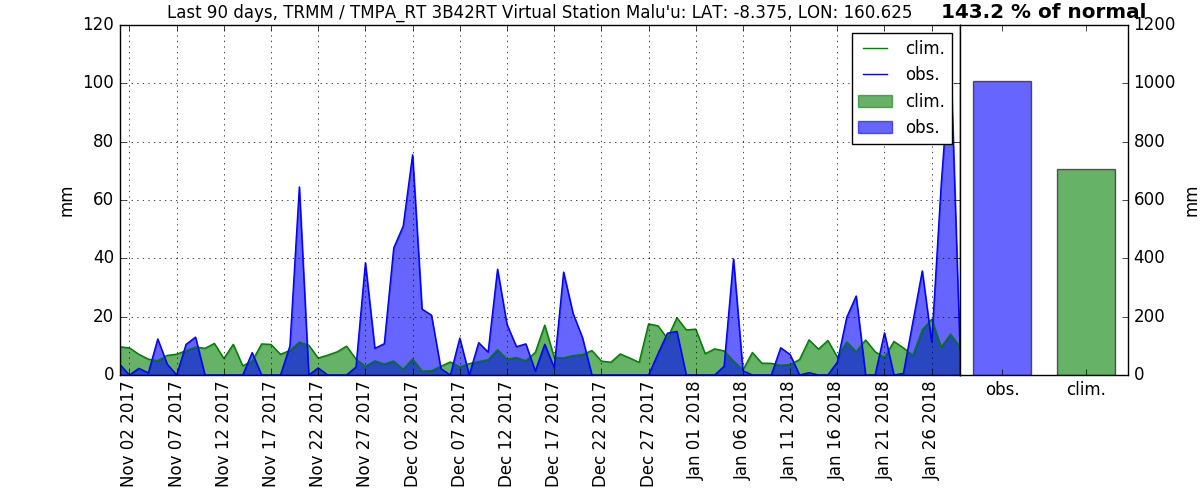 Last 90 days, TRMM / TMPA_RT 3B42RT Virtual Station Malu'u: LAT: -8.375, LON: 160.625
143.2 % of normal
120
100
80
60
40
20
0
mm
clim.
obs.
clim.
obs.
1200
1000
800
600
400
200
0
mm
obs.
clim.
Nov 02 2017
Nov 07 2017
Nov 12 2017
Nov 17 2017
Nov 22 2017
Nov 27 2017
Dec 02 2017
Dec 07 2017
Dec 12 2017
Dec 17 2017
Dec 22 2017
Dec 27 2017
Jan 01 2018
Jan 06 2018
Jan 11 2018
Jan 16 2018
Jan 21 2018
Jan 26 2018